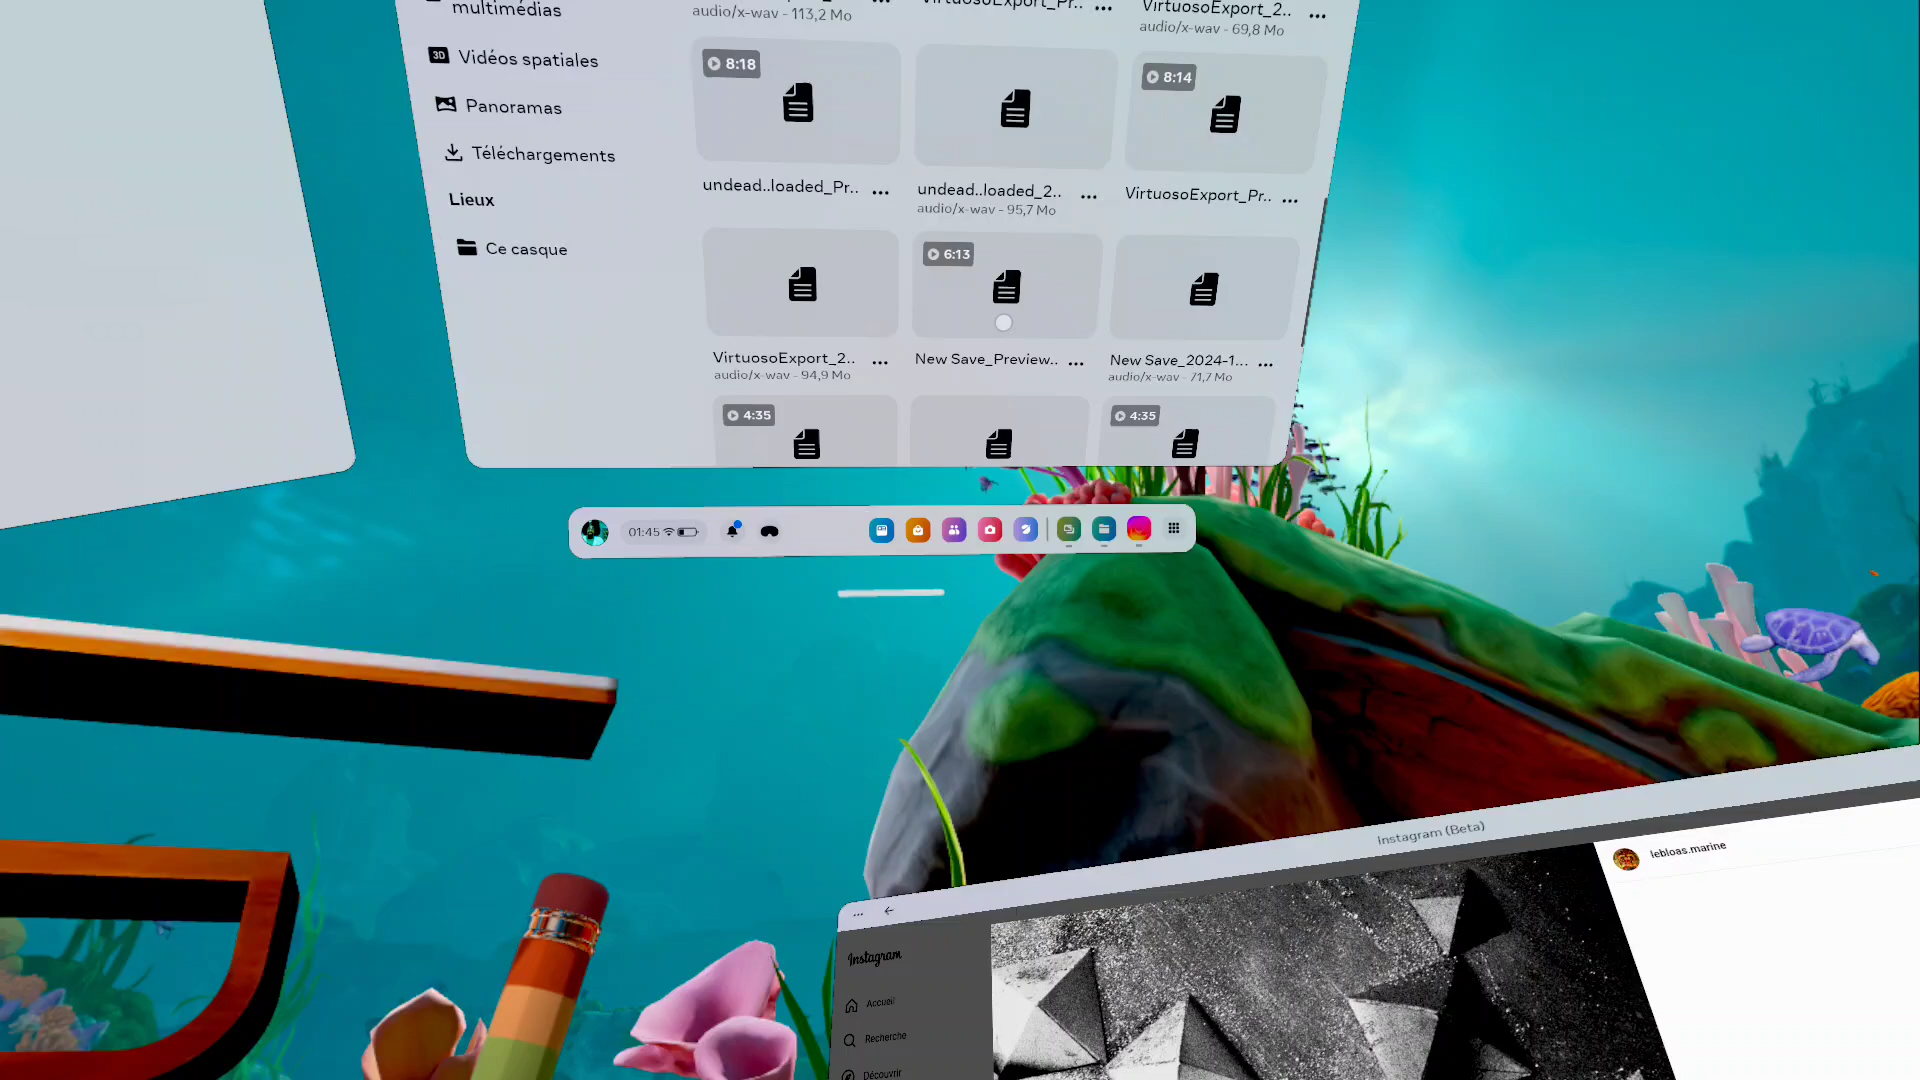 multimédias
audio/x-wav - 113,2 Mo
VirtuosoExport_Pr..
VirtuosoExport_2..
audio/x-wav - 69,8 Mo
3D Vidéos spatiales
Panoramas
Téléchargements
Lieux
Ce casque
8:18
8:14
undead..loaded_Pr..
undead..loaded_2..
audio/x-wav - 95,7 Mo
VirtuosoExport_Pr..
6:13
VirtuosoExport_2..
audio/x-wav - 94,9 Mo
New Save_Preview..
New Save_2024-1...
audio/x-wav - 71,7 Mo
4:35
4:35
01:45
Instagram (Beta)
lebloas.marine
Instagram
Accueil
Recherche
Découvrir